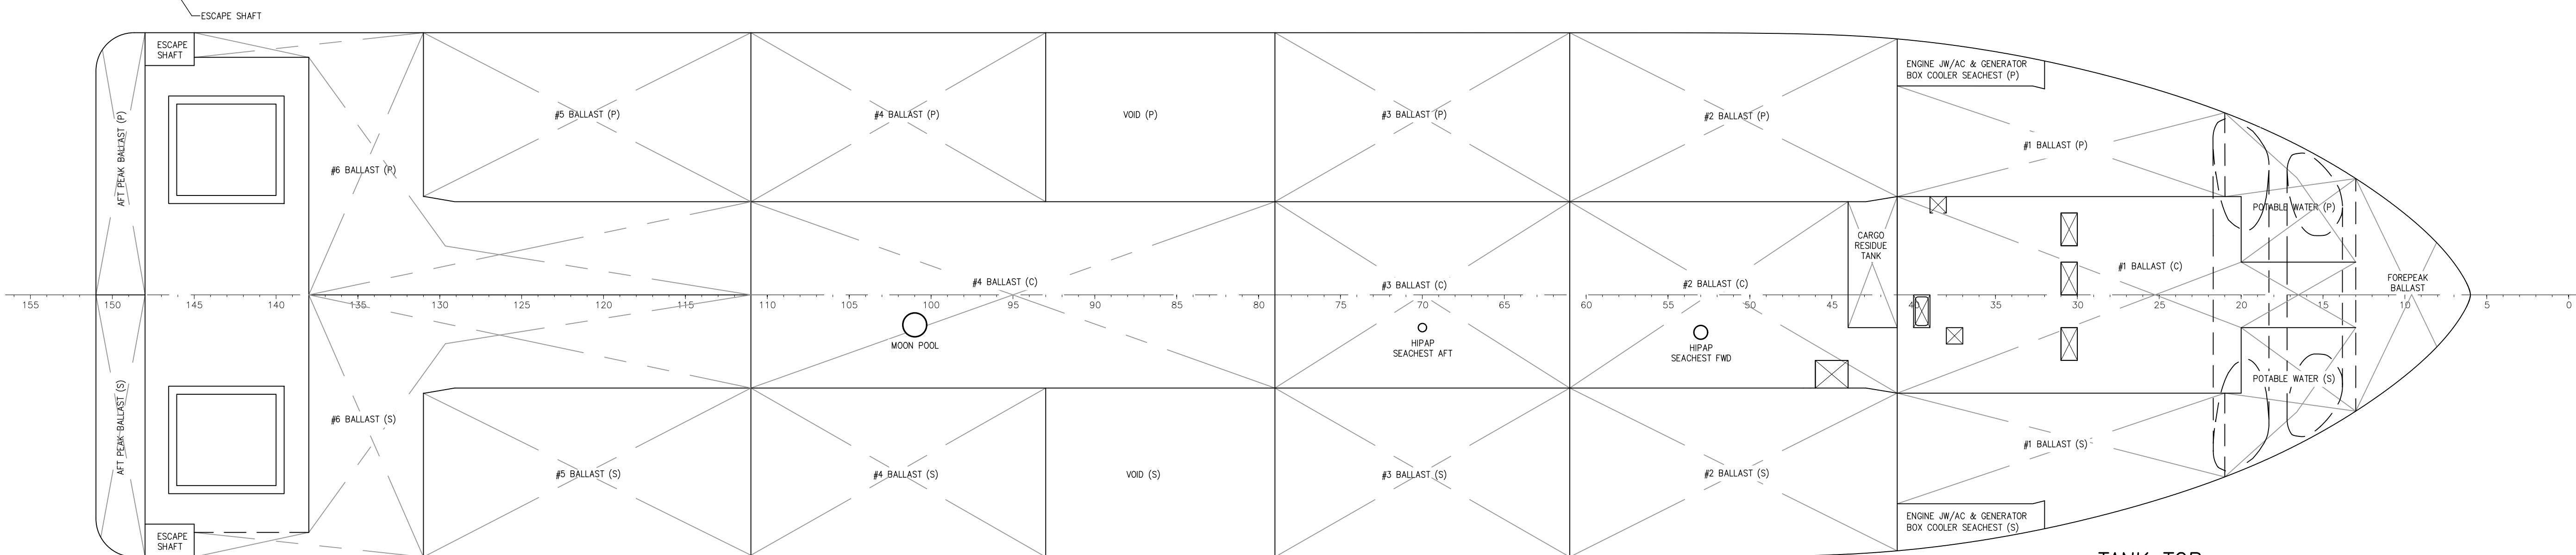 ESCAPE SHAFT
ESCAPE
SHAFT
ENGINE JW/AC & GENERATOR
BOX COOLER SEACHEST (P)
AFT PEAK BALLAST (P)
#5 BALLAST (P)
#4 BALLAST (P)
VOID (P)
#3 BALLAST (P)
#2 BALLAST (P)
#1 BALLAST (P)
#6 BALLAST (P)
POTABLE WATER (P)
CARGO
RESIDUE
TANK
#4 BALLAST (C)
#3 BALLAST (C)
#2 BALLAST (C)
#1 BALLAST (C)
FOREPEAK
BALLAST
155 150 145 140 135 130 125 120 115 110 105 100 95 90 85 80 75 70 65 60 55 50 45 40 35 30 25 20 15 10 5 0
MOON POOL
HIPAP
SEACHEST AFT
HIPAP
SEACHEST FWD
POTABLE WATER (S)
AFT PEAK BALLAST (S)
#6 BALLAST (S)
#5 BALLAST (S)
#4 BALLAST (S)
VOID (S)
#3 BALLAST (S)
#2 BALLAST (S)
#1 BALLAST (S)
ENGINE JW/AC & GENERATOR
BOX COOLER SEACHEST (S)
ESCAPE
SHAFT
TANK TOP